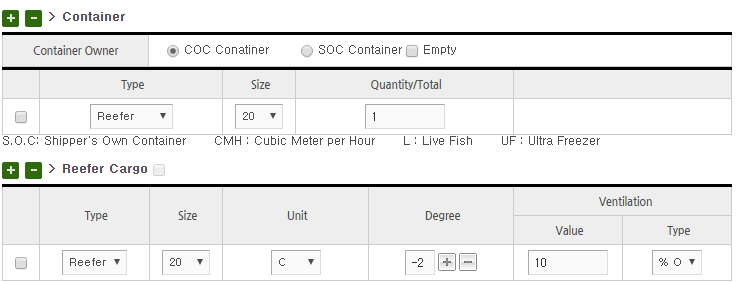 + - > Container
Container Owner COC Conatiner SOC Container Empty
Type Size Quantity/Total
Reefer 20 1
S.O.C: Shipper's Own Container CMH : Cubic Meter per Hour L : Live Fish UF : Ultra Freezer
+ - > Reefer Cargo
Type Size Unit Degree Ventilation
Value Type
Reefer 20 C -2 + - 10 % O